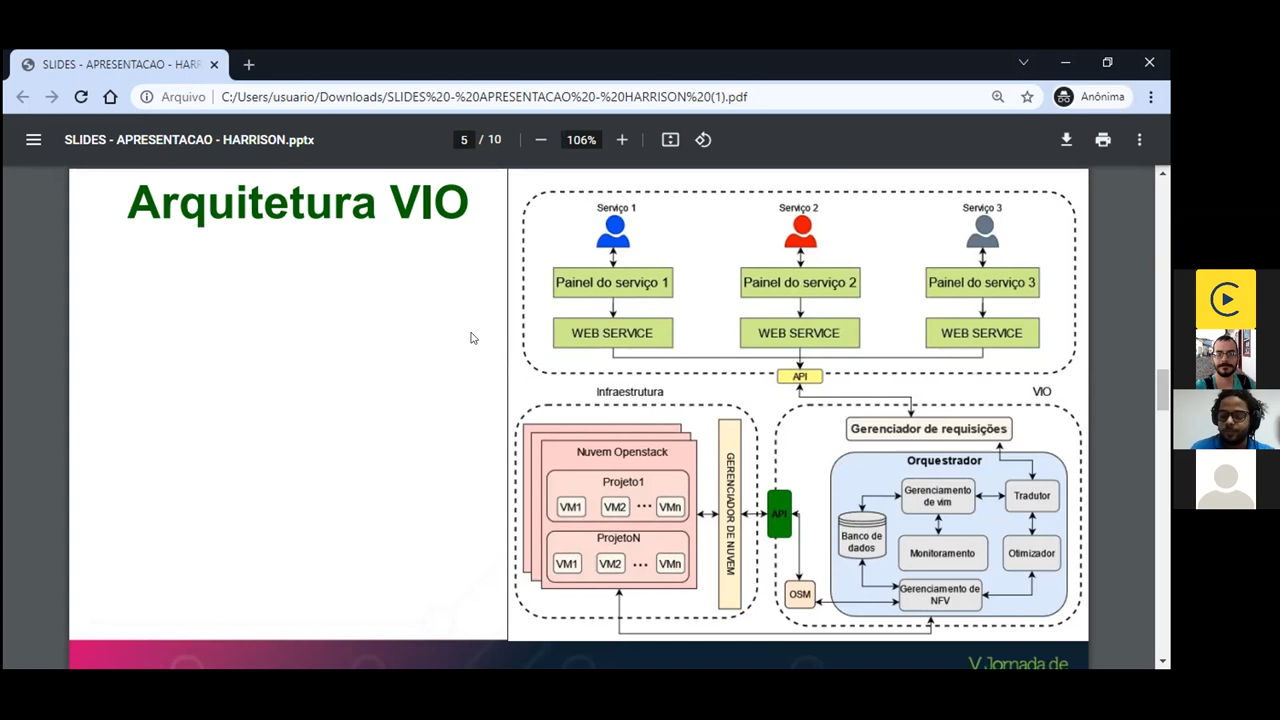 SLIDES - APRESENTACAO - HARR
Arquivo
C:/Users/usuario/Downloads/SLIDES%20-%20APRESENTACAO%20-%20HARRISON%20(1).pdf
Anônima
SLIDES - APRESENTACAO - HARRISON.pptx
5 / 10
106%
Arquitetura VIO
Serviço 1
Serviço 2
Serviço 3
Painel do serviço 1
Painel do serviço 2
Painel do serviço 3
WEB SERVICE
WEB SERVICE
WEB SERVICE
API
Infraestrutura
VIO
Nuvem Openstack
Projeto1
VM1
VM2
...
VMn
ProjetoN
VM1
VM2
...
VMn
GERENCIADOR DE NUVEM
API
OSM
Gerenciador de requisições
Orquestrador
Gerenciamento
de vim
Tradutor
Banco de
dados
Monitoramento
Otimizador
Gerenciamento de
NFV
V Jornada de